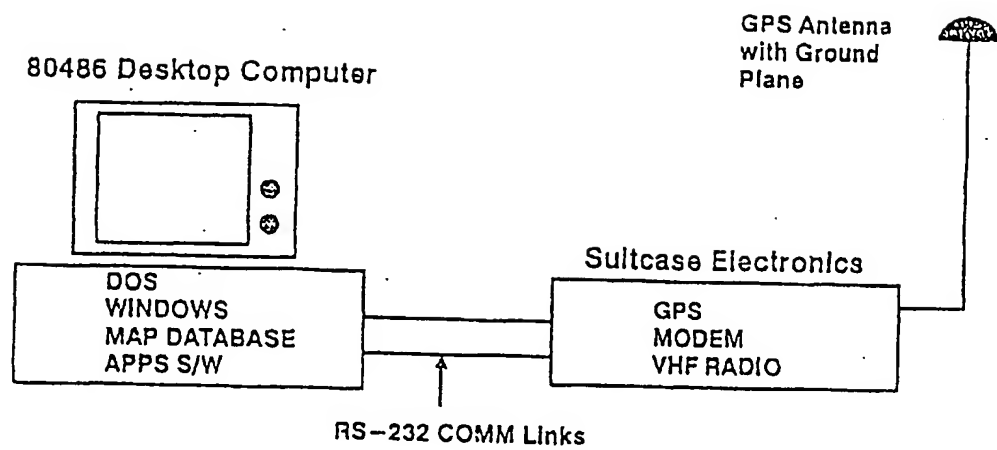 GPS Antenna
with Ground
Plane
80486 Desktop Computer
DOS
WINDOWS
MAP DATABASE
APPS S/W
Suitcase Electronics
GPS
MODEM
VHF RADIO
RS-232 COMM Links